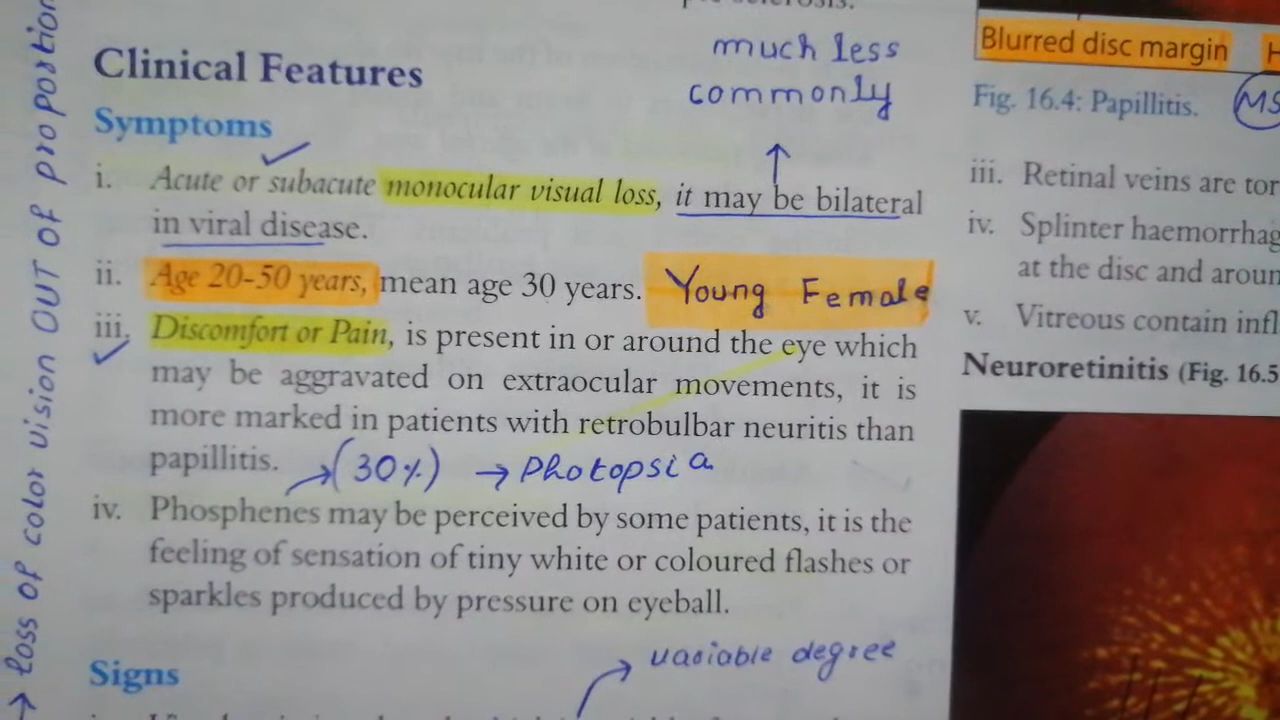 loss of color vision OUT of proportion
Clinical Features
Symptoms
much less
commonly
i. Acute or subacute monocular visual loss, it may be bilateral
in viral disease.
ii. Age 20-50 years, mean age 30 years. Young Female
iii. Discomfort or Pain, is present in or around the eye which
may be aggravated on extraocular movements, it is
more marked in patients with retrobulbar neuritis than
papillitis. →(30%) → Photopsia
iv. Phosphenes may be perceived by some patients, it is the
feeling of sensation of tiny white or coloured flashes or
sparkles produced by pressure on eyeball.
variable degree
Signs
Blurred disc margin
Fig. 16.4: Papillitis. MS
iii. Retinal veins are tor
iv. Splinter haemorrhag
at the disc and aroun
v. Vitreous contain infl
Neuroretinitis (Fig. 16.5